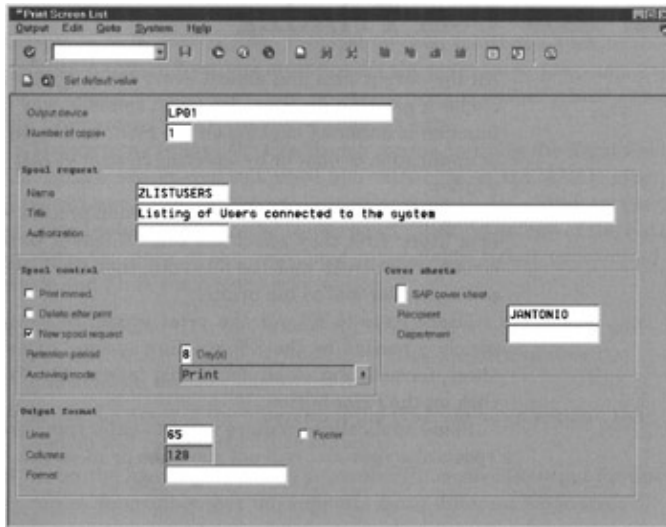 Print Screen List
Output Edit Goto System Help
Set default value
Output device LP01
Number of copies 1
Spool request
Name ZLISTUSERS
Title Listing of Users connected to the system
Authorization
Spool control
Print immed.
Delete after print
New spool request
Retention period 8 Day(s)
Archiving mode Print
Cover sheets
SAP cover sheet
Recipient JANTONIO
Department
Output format
Lines 65
Footer
Columns 128
Format